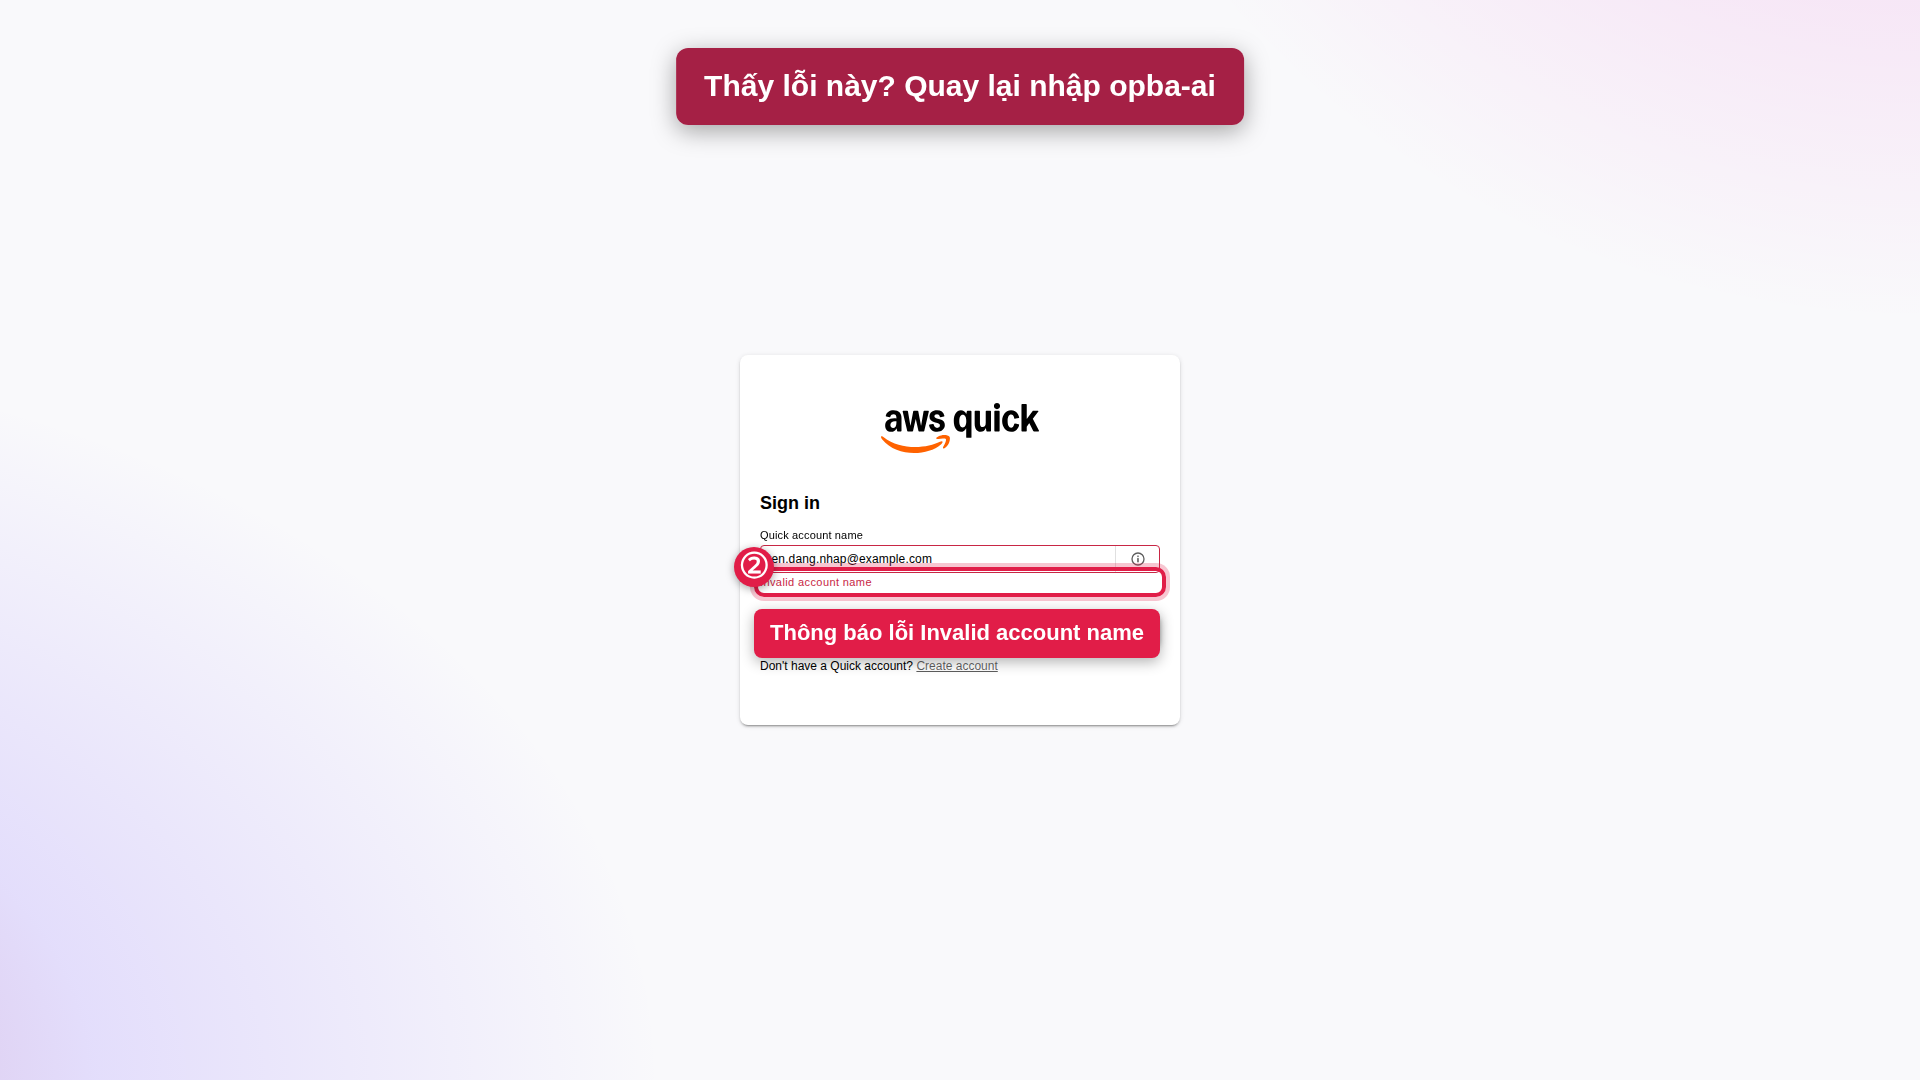 Thấy lỗi này? Quay lại nhập opba-ai
aws quick
Sign in
Quick account name
en.dang.nhap@example.com
②
nvalid account name
Thông báo lỗi Invalid account name
Don't have a Quick account? Create account